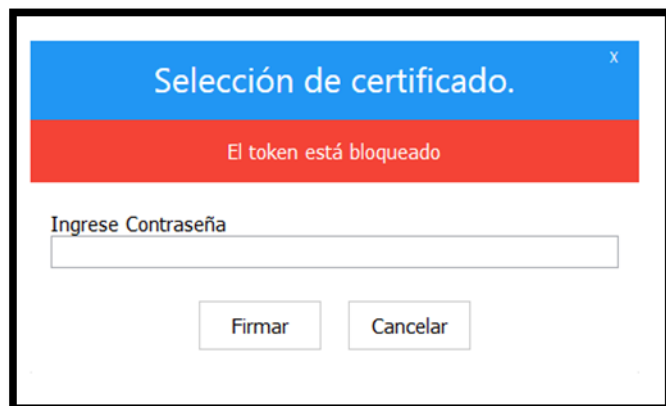 X
Selección de certificado.
El token está bloqueado
Ingrese Contraseña
Firmar
Cancelar